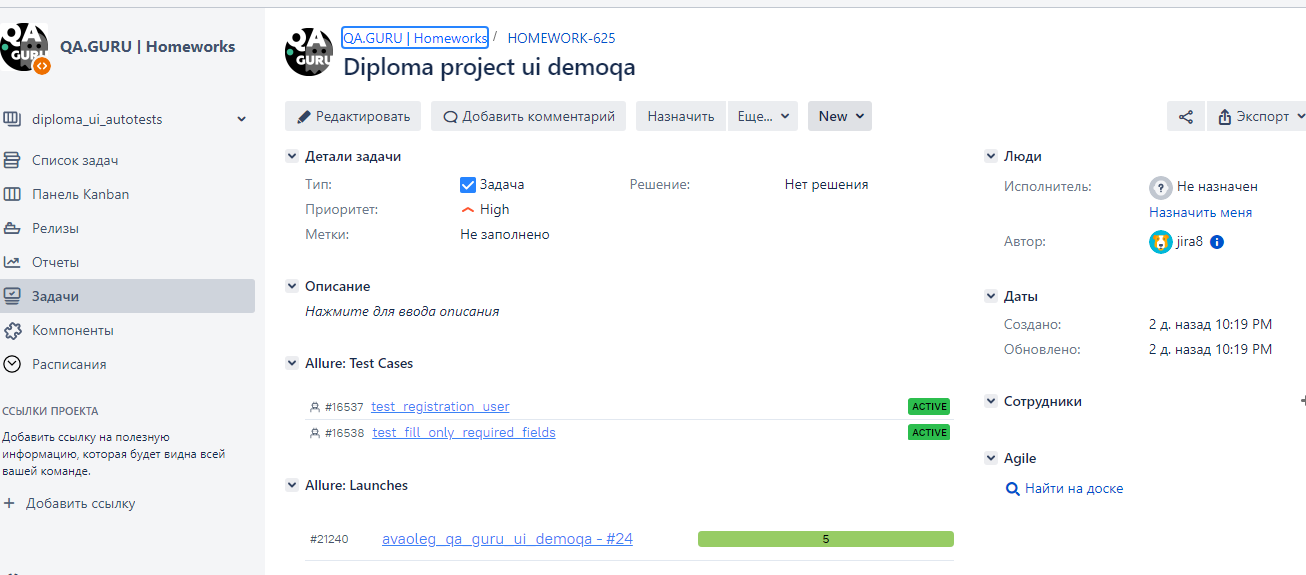 QA GURU
QA.GURU | Homeworks
diploma_ui_autotests
Список задач
Панель Kanban
Релизы
Отчеты
Задачи
Компоненты
Расписания
ССЫЛКИ ПРОЕКТА
Добавить ссылку на полезную
информацию, которая будет видна всей
вашей команде.
+ Добавить ссылку
QA GURU
QA.GURU | Homeworks / HOMEWORK-625
Diploma project ui demoqa
Редактировать Добавить комментарий Назначить Еще... New Экспорт
Детали задачи
Тип: Задача Решение: Нет решения
Приоритет: High
Метки: Не заполнено
Описание
Нажмите для ввода описания
Allure: Test Cases
#16537 test_registration_user ACTIVE
#16538 test_fill_only_required_fields ACTIVE
Allure: Launches
#21240 avaoleg_qa_guru_ui_demoqa - #24 5
Люди
Исполнитель: Не назначен
Назначить меня
Автор: jira8
Даты
Создано: 2 д. назад 10:19 PM
Обновлено: 2 д. назад 10:19 PM
Сотрудники
Agile
Найти на доске